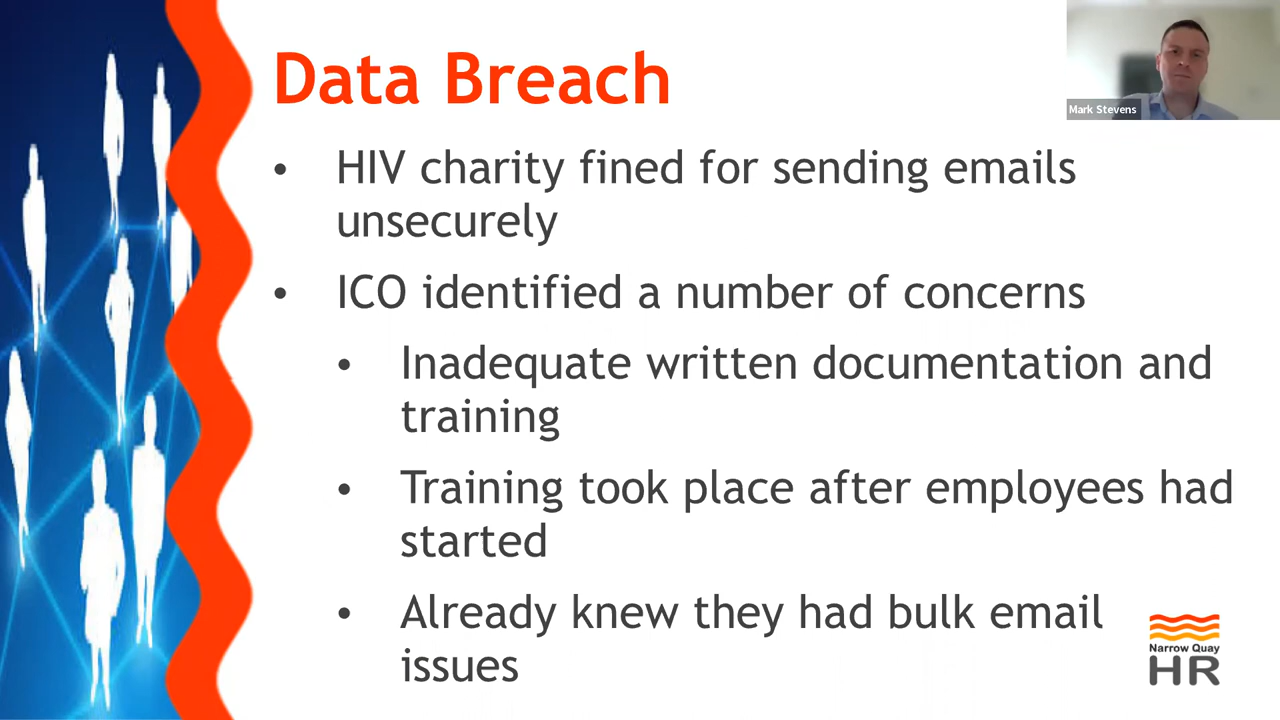 Data Breach
Mark Stevens
• HIV charity fined for sending emails
unsecurely
• ICO identified a number of concerns
• Inadequate written documentation and
training
• Training took place after employees had
started
• Already knew they had bulk email
issues
Narrow Quay
HR